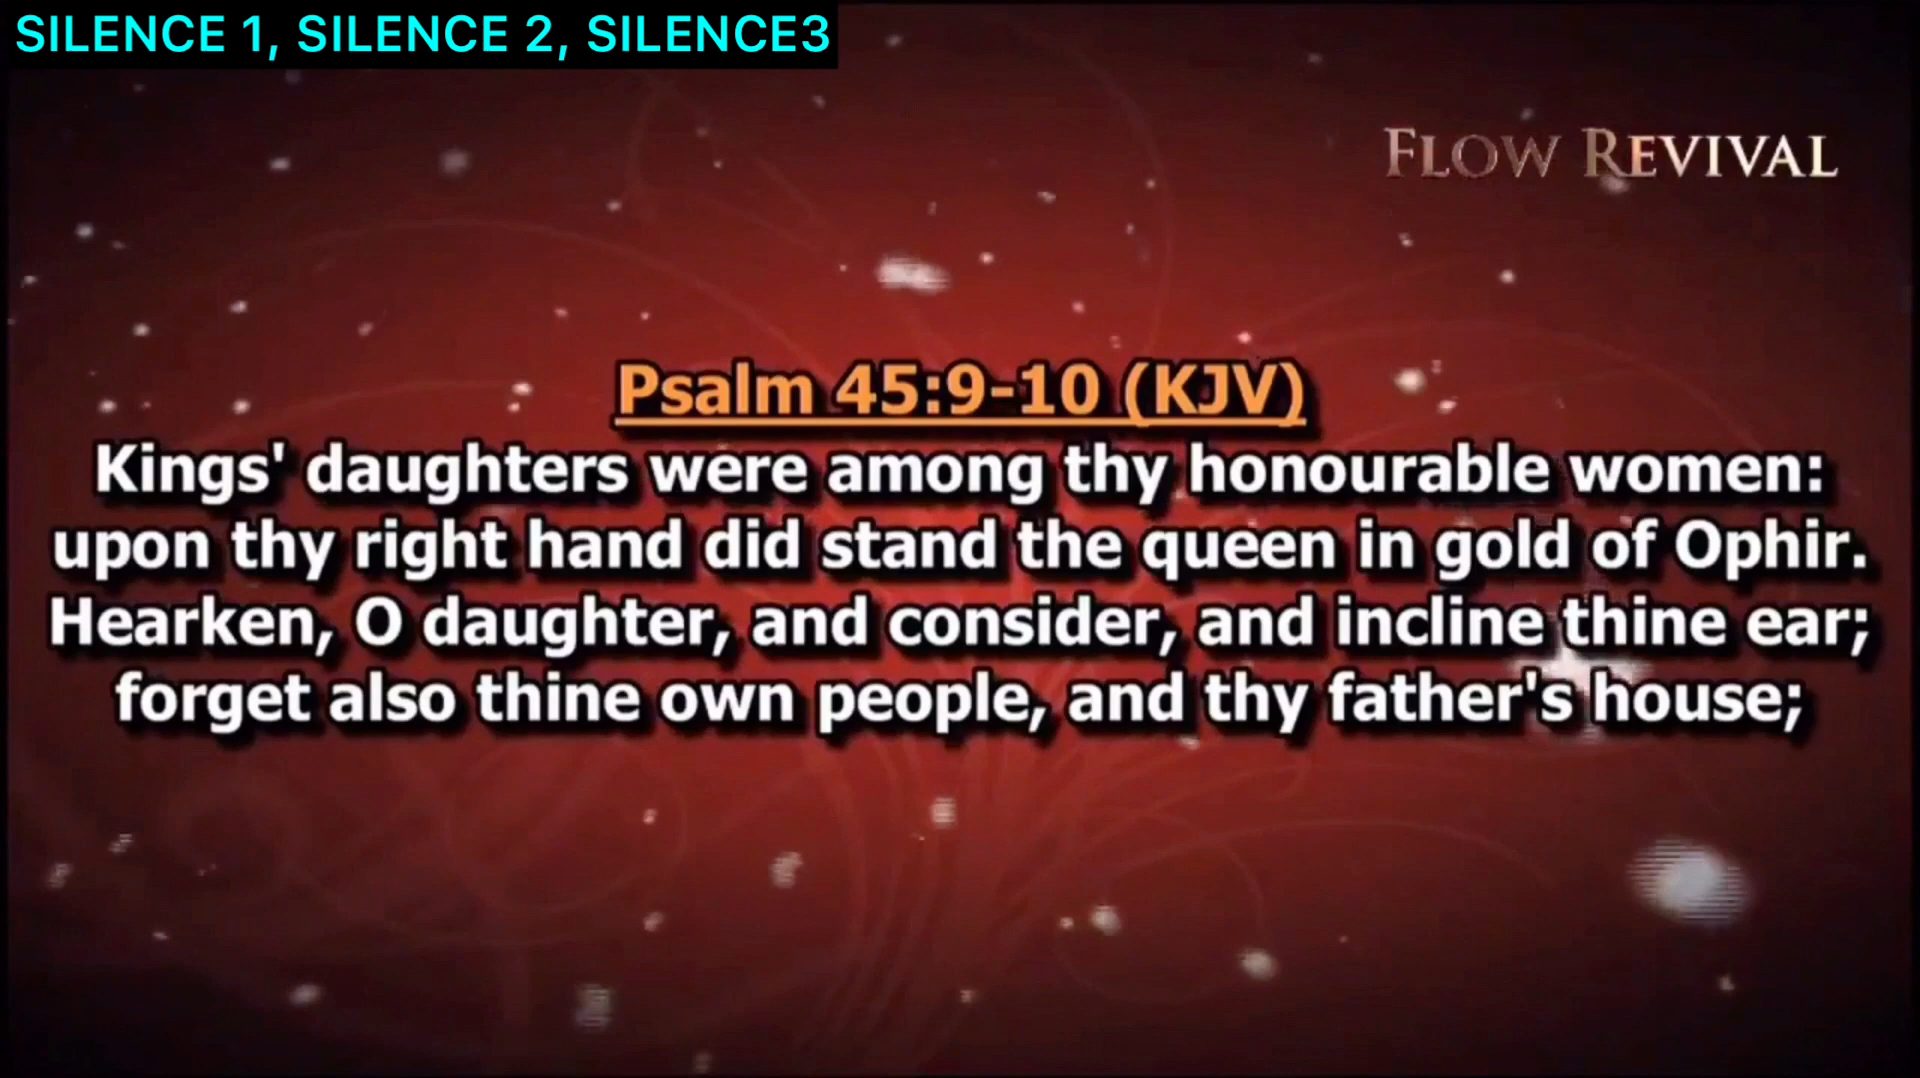 SILENCE 1, SILENCE 2, SILENCE3
FLOW REVIVAL
Psalm 45:9-10 (KJV)
Kings' daughters were among thy honourable women:
upon thy right hand did stand the queen in gold of Ophir.
Hearken, O daughter, and consider, and incline thine ear;
forget also thine own people, and thy father's house;